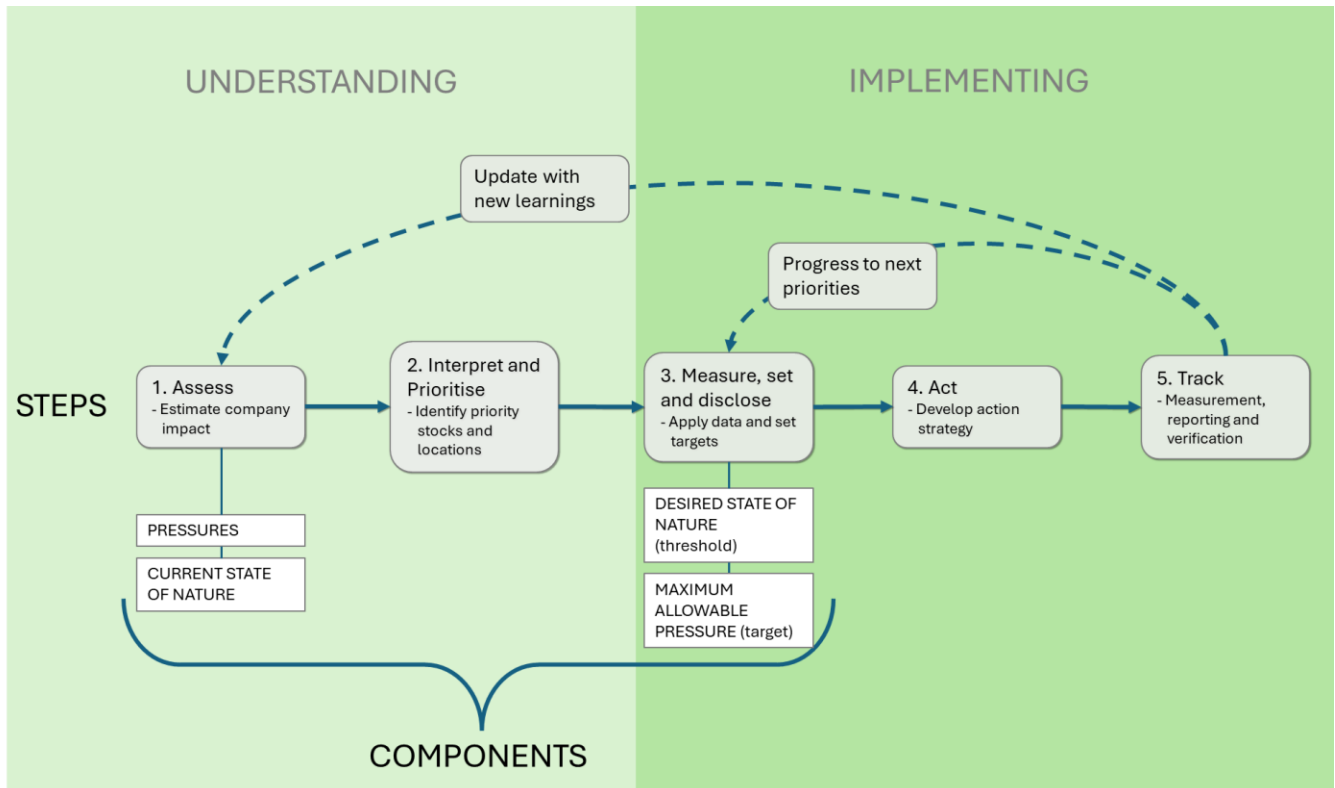 UNDERSTANDING
IMPLEMENTING
Update with
new learnings
Progress to next
priorities
STEPS
1. Assess
- Estimate company
impact
2. Interpret and
Prioritise
- Identify priority
stocks and
locations
3. Measure, set
and disclose
- Apply data and set
targets
4. Act
- Develop action
strategy
5. Track
- Measurement,
reporting and
verification
PRESSURES
CURRENT STATE
OF NATURE
DESIRED STATE OF
NATURE
(threshold)
MAXIMUM
ALLOWABLE
PRESSURE (target)
COMPONENTS